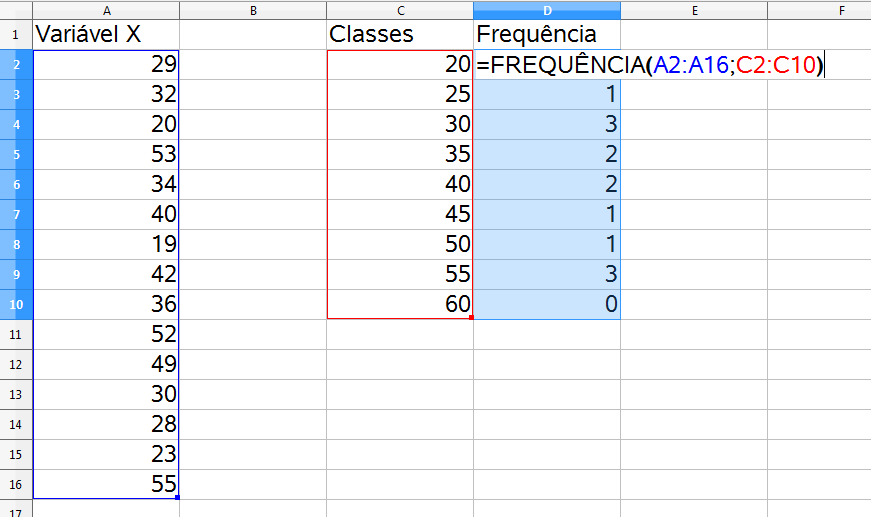 A B C D E F
1 Variável X Classes Frequência
2 29 20 =FREQUÊNCIA(A2:A16;C2:C10)
3 32 25 1
4 20 30 3
5 53 35 2
6 34 40 2
7 40 45 1
8 19 50 1
9 42 55 3
10 36 60 0
11 52
12 49
13 30
14 28
15 23
16 55
17